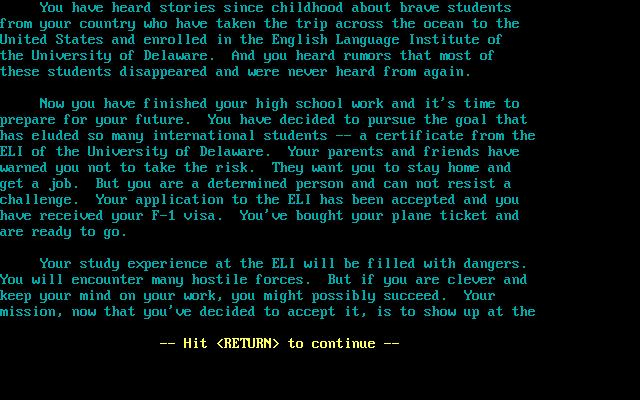 You have heard stories since childhood about brave students
from your country who have taken the trip across the ocean to the
United States and enrolled in the English Language Institute of
the University of Delaware.  And you heard rumors that most of
these students disappeared and were never heard from again.
Now you have finished your high school work and it's time to
prepare for your future.  You have decided to pursue the goal that
has eluded so many international students -- a certificate from the
ELI of the University of Delaware.  Your parents and friends have
warned you not to take the risk.  They want you to stay home and
get a job.  But you are a determined person and can not resist a
challenge.  Your application to the ELI has been accepted and you
have received your F-1 visa.  You've bought your plane ticket and
are ready to go.
Your study experience at the ELI will be filled with dangers.
You will encounter many hostile forces.  But if you are clever and
keep your mind on your work, you might possibly succeed.  Your
mission, now that you've decided to accept it, is to show up at the
-- Hit <RETURN> to continue --